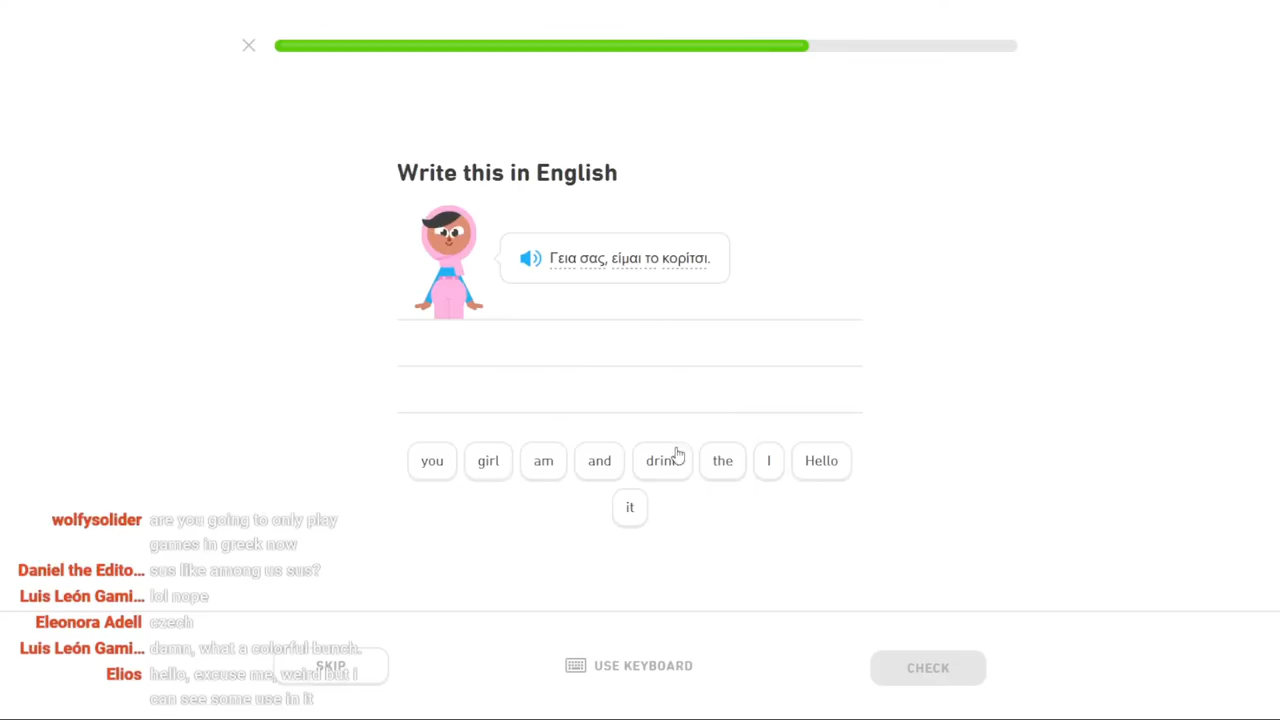 Write this in English
Γεια σας, είμαι το κορίτσι.
you girl am and drink the I Hello
it
wolfysolider are you going to only play
games in greek now
Daniel the Edito... sus like among us sus?
Luis León Gami... lol nope
Eleonora Adell czech
Luis León Gami... damn, what a colorful bunch.
Elios hello, excuse me, weird but i
can see some use in it
SKIP
USE KEYBOARD
CHECK